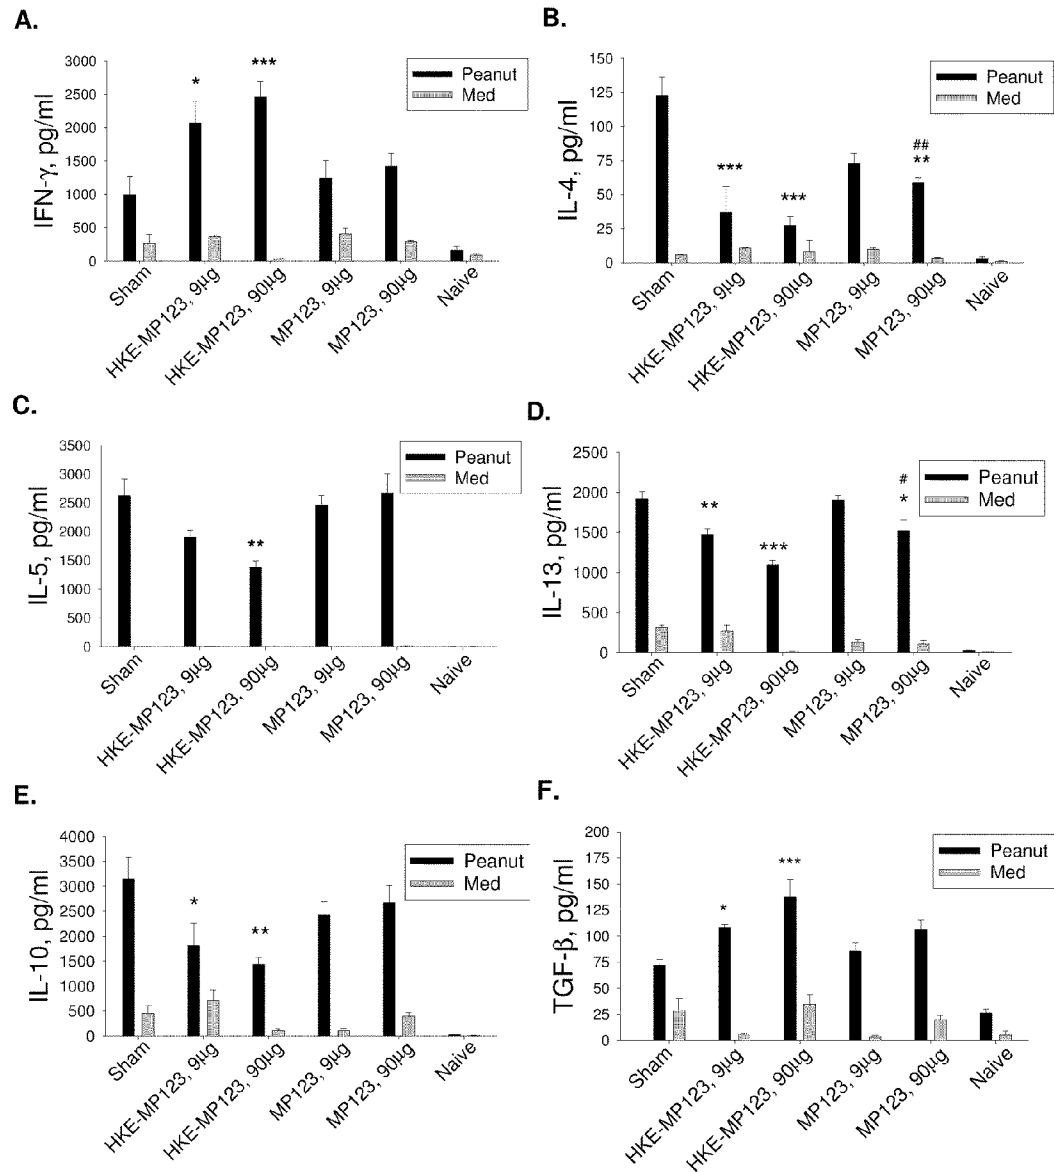 A.
IFN-γ, pg/ml
3000
2500
2000
1500
1000
500
0
* ***
Peanut
Med
Sham
HKE-MP123, 9µg
HKE-MP123, 90µg
MP123, 9µg
MP123, 90µg
Naive
B.
IL-4, pg/ml
150
125
100
75
50
25
0
*** *** ## **
Peanut
Med
Sham
HKE-MP123, 9µg
HKE-MP123, 90µg
MP123, 9µg
MP123, 90µg
Naive
C.
IL-5, pg/ml
3500
3000
2500
2000
1500
1000
500
0
**
Peanut
Med
Sham
HKE-MP123, 9µg
HKE-MP123, 90µg
MP123, 9µg
MP123, 90µg
Naive
D.
IL-13, pg/ml
2500
2000
1500
1000
500
0
** *** # *
Peanut
Med
Sham
HKE-MP123, 9µg
HKE-MP123, 90µg
MP123, 9µg
MP123, 90µg
Naive
E.
IL-10, pg/ml
4000
3500
3000
2500
2000
1500
1000
500
0
* **
Peanut
Med
Sham
HKE-MP123, 9µg
HKE-MP123, 90µg
MP123, 9µg
MP123, 90µg
Naive
F.
TGF-β, pg/ml
200
175
150
125
100
75
50
25
0
* ***
Peanut
Med
Sham
HKE-MP123, 9µg
HKE-MP123, 90µg
MP123, 9µg
MP123, 90µg
Naive